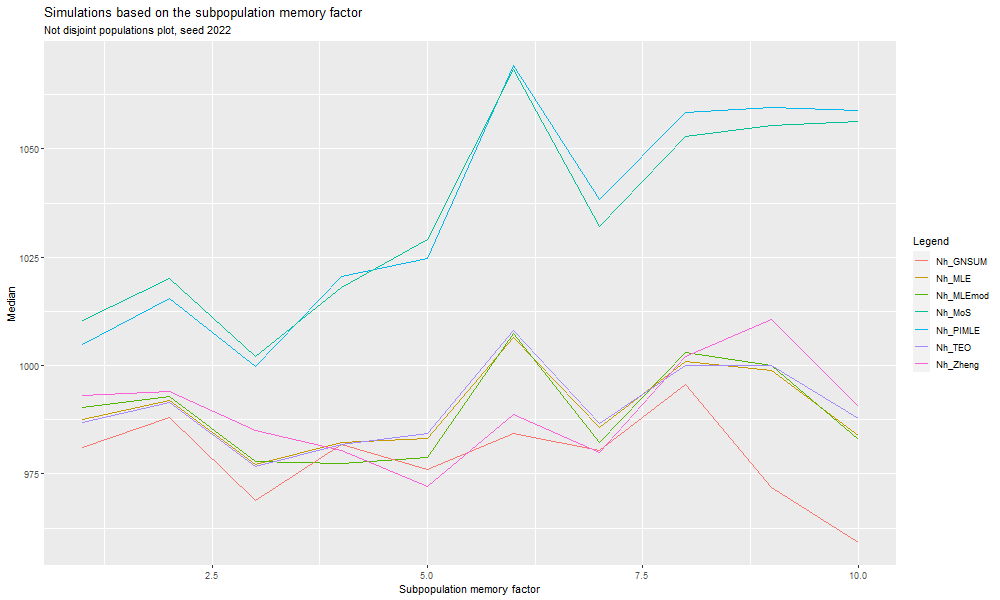 Simulations based on the subpopulation memory factor
Not disjoint populations plot, seed 2022
Median
1050
1025
1000
975
2.5 5.0 7.5 10.0
Subpopulation memory factor
Legend
Nh_GNSUM
Nh_MLE
Nh_MLEmod
Nh_MoS
Nh_PIMLE
Nh_TEO
Nh_Zheng